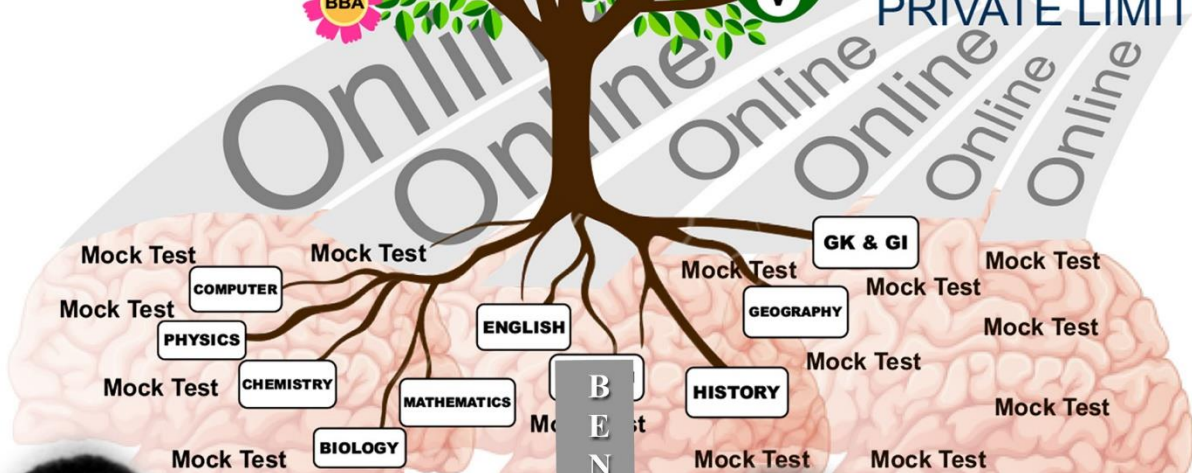 BBA
PRIVATE LIMIT
Onlin
Online
Online
Online
Online
Online
GK & GI
Mock Test
Mock Test
Mock Test
Mock Test
COMPUTER
Mock Test
Mock Test
GEOGRAPHY
PHYSICS
ENGLISH
Mock Test
Mock Test
Mock Test
CHEMISTRY
MATHEMATICS
HISTORY
Mock Test
BIOLOGY
Mock Test
Mock Test
Mock Test
B
E
N